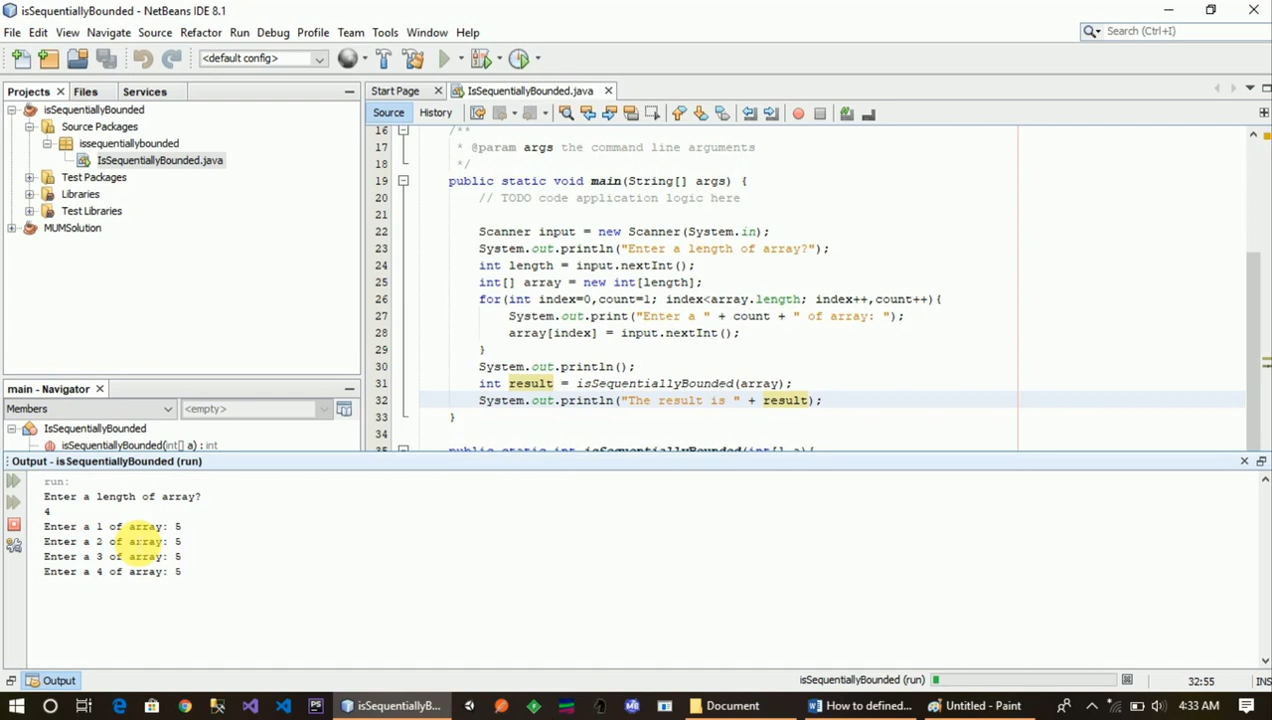 isSequentiallyBounded - NetBeans IDE 8.1
File Edit View Navigate Source Refactor Run Debug Profile Team Tools Window Help
Search (Ctrl+I)
<default config>
Projects Files Services
Start Page IsSequentiallyBounded.java
Source History
isSequentiallyBounded
Source Packages
issequentiallybounded
IsSequentiallyBounded.java
Test Packages
Libraries
Test Libraries
MUMSolution
16 /**
17 * @param args the command line arguments
18 */
19 public static void main(String[] args) {
20 // TODO code application logic here
21
22 Scanner input = new Scanner(System.in);
23 System.out.println("Enter a length of array?");
24 int length = input.nextInt();
25 int[] array = new int[length];
26 for(int index=0,count=1; index<array.length; index++,count++){
27 System.out.print("Enter a " + count + " of array: ");
28 array[index] = input.nextInt();
29 }
30 System.out.println();
31 int result = isSequentiallyBounded(array);
32 System.out.println("The result is " + result);
33 }
34
35 public static int isSequentiallyBounded(int[] a){
main - Navigator
Members <empty>
IsSequentiallyBounded
isSequentiallyBounded(int[] a) : int
Output - isSequentiallyBounded (run)
run:
Enter a length of array?
4
Enter a 1 of array: 5
Enter a 2 of array: 5
Enter a 3 of array: 5
Enter a 4 of array: 5
Output
isSequentiallyBounded (run)
32:55
INS
isSequentiallyB...
Document
How to defined...
Untitled - Paint
4:33 AM